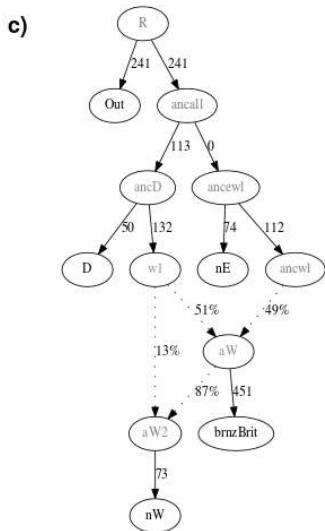 c)
R
241 241
Out ancall
113 0
ancD ancewl
50 132 74 112
D w1 nE ancwl
51% 49%
13% aW
87% 451
aW2 brnzBrit
73
nW